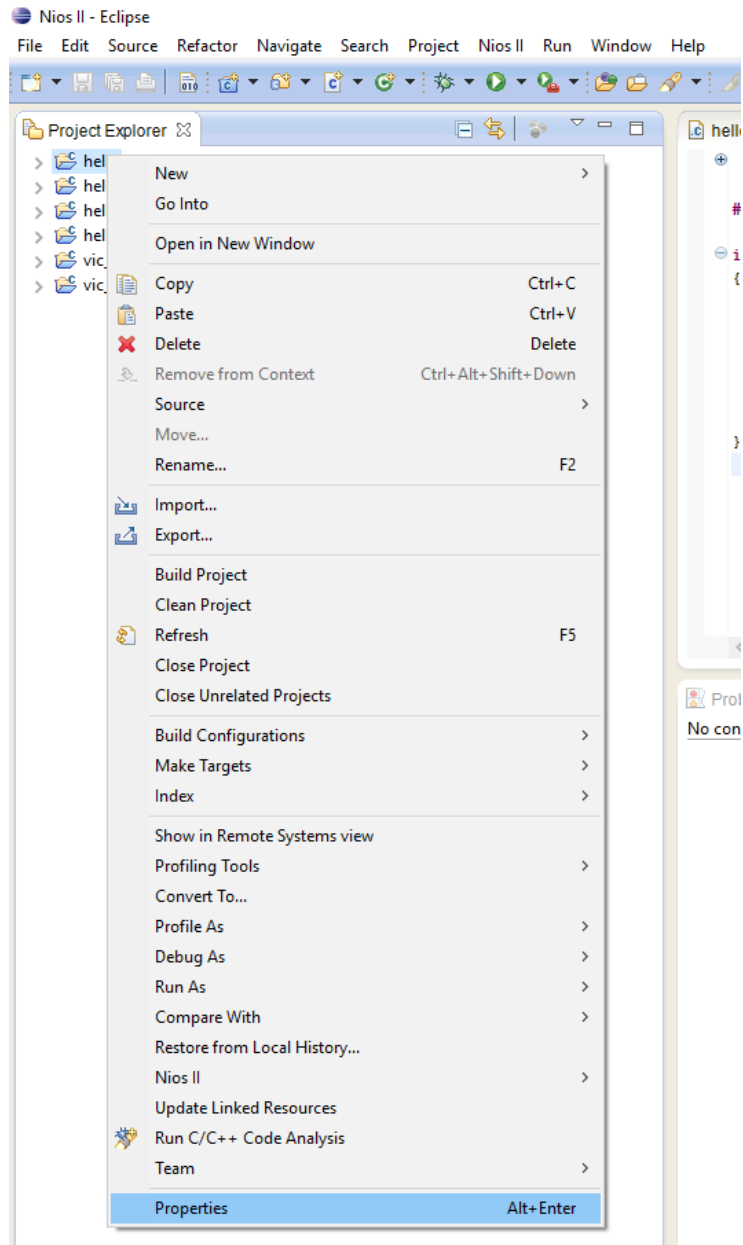 Nios II - Eclipse
File Edit Source Refactor Navigate Search Project Nios II Run Window Help
Project Explorer
hel
hel
hel
hel
vic_
vic_
New
Go Into
Open in New Window
Copy Ctrl+C
Paste Ctrl+V
Delete Delete
Remove from Context Ctrl+Alt+Shift+Down
Source
Move...
Rename... F2
Import...
Export...
Build Project
Clean Project
Refresh F5
Close Project
Close Unrelated Projects
Build Configurations
Make Targets
Index
Show in Remote Systems view
Profiling Tools
Convert To...
Profile As
Debug As
Run As
Compare With
Restore from Local History...
Nios II
Update Linked Resources
Run C/C++ Code Analysis
Team
Properties Alt+Enter
hell
#
i
{
}
Prol
No con